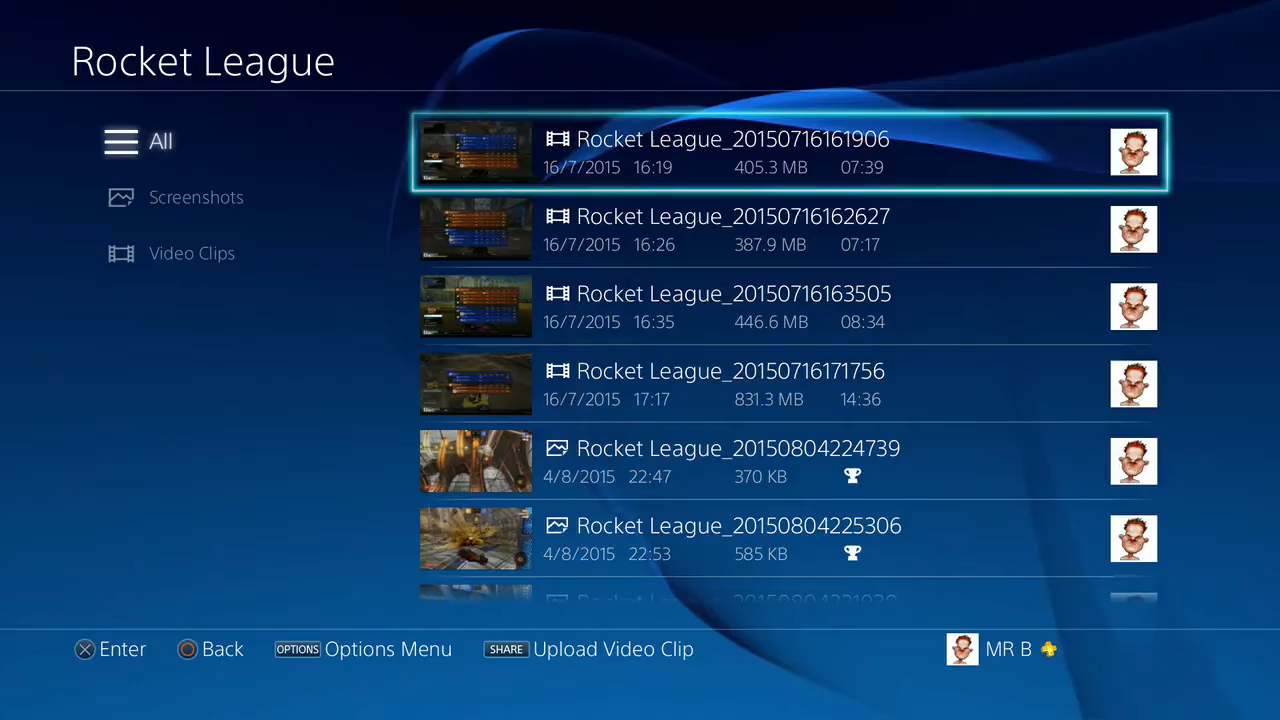 Rocket League
All
Screenshots
Video Clips
Rocket League_20150716161906
16/7/2015 16:19 405.3 MB 07:39
Rocket League_20150716162627
16/7/2015 16:26 387.9 MB 07:17
Rocket League_20150716163505
16/7/2015 16:35 446.6 MB 08:34
Rocket League_20150716171756
16/7/2015 17:17 831.3 MB 14:36
Rocket League_20150804224739
4/8/2015 22:47 370 KB
Rocket League_20150804225306
4/8/2015 22:53 585 KB
Enter Back OPTIONS Options Menu SHARE Upload Video Clip MR B